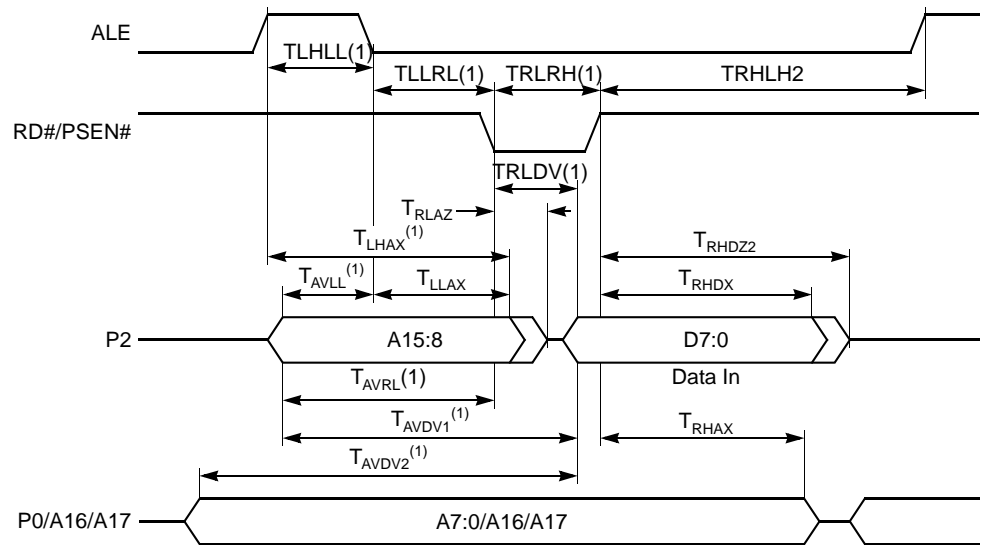 ALE
TLHLL(1)
TLLRL(1) TRLRH(1) TRHLH2
RD#/PSEN#
TRLDV(1)
TRLAZ
TLHAX(1) TRHDZ2
TAVLL(1) TLLAX TRHDX
P2 A15:8 D7:0
TAVRL(1) Data In
TAVDV1(1) TRHAX
TAVDV2(1)
P0/A16/A17 A7:0/A16/A17